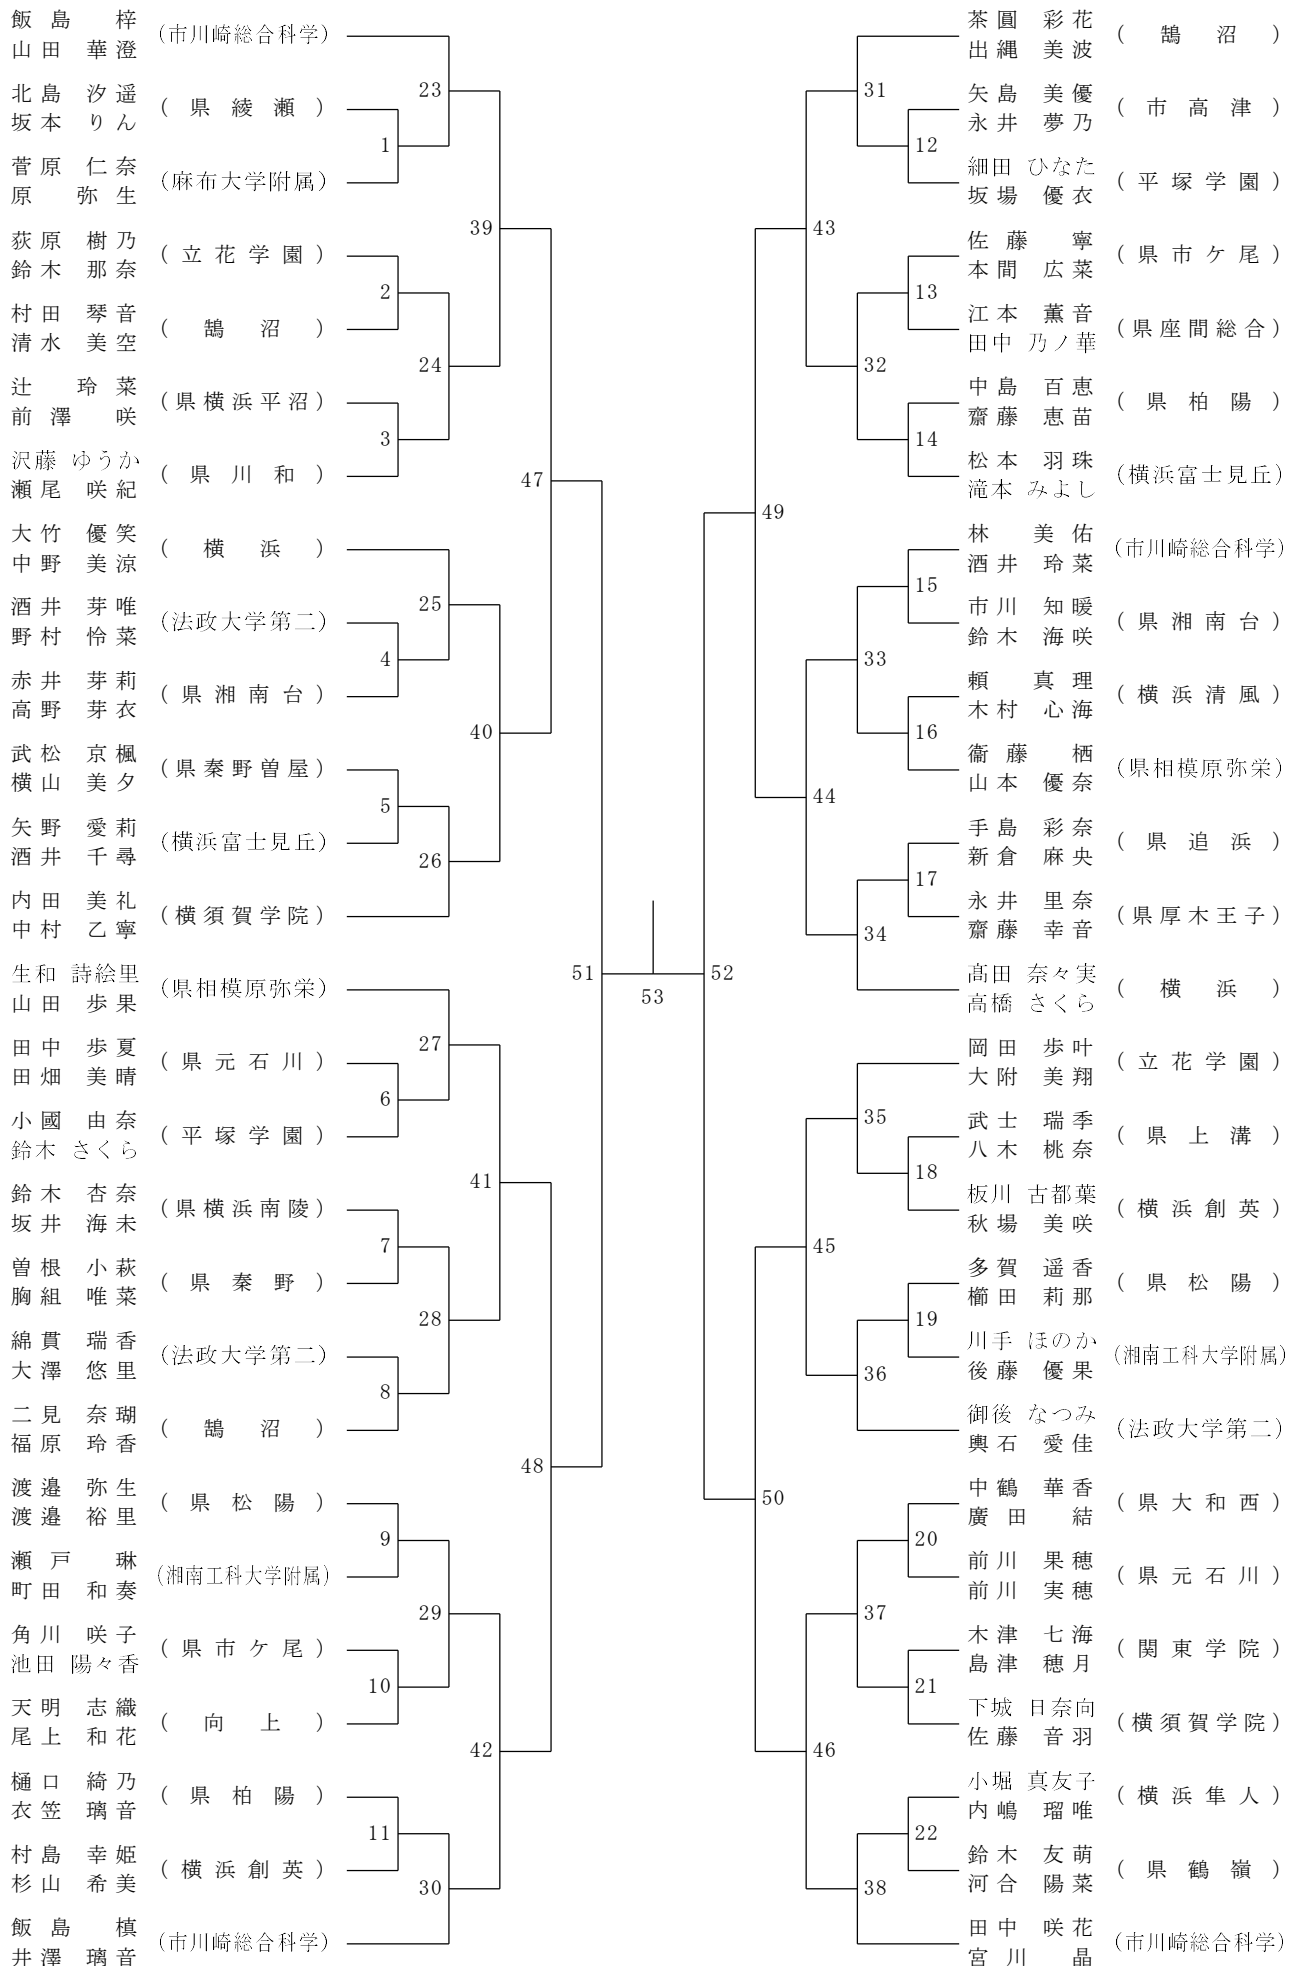 飯島 梓
山田 華澄
(市川崎総合科学)
北島 汐遥
坂本 りん
(県綾瀬)
菅原 仁奈
原 弥生
(麻布大学附属)
荻原 樹乃
鈴木 那奈
(立花学園)
村田 琴音
清水 美空
(鵠沼)
辻 玲菜
前澤 咲
(県横浜平沼)
沢藤 ゆうか
瀬尾 咲紀
(県川和)
大竹 優笑
中野 美涼
(横浜)
酒井 芽唯
野村 怜菜
(法政大学第二)
赤井 芽莉
高野 芽衣
(県湘南台)
武松 京楓
横山 美夕
(県秦野曽屋)
矢野 愛莉
酒井 千尋
(横浜富士見丘)
内田 美礼
中村 乙寧
(横須賀学院)
生和 詩絵里
山田 歩果
(県相模原弥栄)
田中 歩夏
田畑 美晴
(県元石川)
小國 由奈
鈴木 さくら
(平塚学園)
鈴木 杏奈
坂井 海未
(県横浜南陵)
曽根 小萩
胸組 唯菜
(県秦野)
綿貫 瑞香
大澤 悠里
(法政大学第二)
二見 奈瑚
福原 玲香
(鵠沼)
渡邉 弥生
渡邉 裕里
(県松陽)
瀬戸 琳
町田 和奏
(湘南工科大学附属)
角川 咲子
池田 陽々香
(県市ケ尾)
天明 志織
尾上 和花
(向上)
樋口 綺乃
衣笠 璃音
(県柏陽)
村島 幸姫
杉山 希美
(横浜創英)
飯島 槙
井澤 璃音
(市川崎総合科学)
23
1
39
2
24
3
47
25
4
40
5
26
51
27
6
41
7
28
8
48
9
29
10
42
11
30
53
52
31
12
43
13
32
14
49
15
33
16
44
17
34
35
18
45
19
36
50
20
37
21
46
22
38
茶圓 彩花
出縄 美波
(鵠沼)
矢島 美優
永井 夢乃
(市高津)
細田 ひなた
坂場 優衣
(平塚学園)
佐藤 寧
本間 広菜
(県市ケ尾)
江本 薫音
田中 乃ノ華
(県座間総合)
中島 百恵
齋藤 恵苗
(県柏陽)
松本 羽珠
滝本 みよし
(横浜富士見丘)
林 美佑
酒井 玲菜
(市川崎総合科学)
市川 知暖
鈴木 海咲
(県湘南台)
頼 真理
木村 心海
(横浜清風)
衞藤 栖
山本 優奈
(県相模原弥栄)
手島 彩奈
新倉 麻央
(県追浜)
永井 里奈
齋藤 幸音
(県厚木王子)
髙田 奈々実
高橋 さくら
(横浜)
岡田 歩叶
大附 美翔
(立花学園)
武士 瑞季
八木 桃奈
(県上溝)
板川 古都葉
秋場 美咲
(横浜創英)
多賀 遥香
櫛田 莉那
(県松陽)
川手 ほのか
後藤 優果
(湘南工科大学附属)
御後 なつみ
輿石 愛佳
(法政大学第二)
中鶴 華香
廣田 結
(県大和西)
前川 果穂
前川 実穂
(県元石川)
木津 七海
島津 穂月
(関東学院)
下城 日奈向
佐藤 音羽
(横須賀学院)
小堀 真友子
内嶋 瑠唯
(横浜隼人)
鈴木 友萌
河合 陽菜
(県鶴嶺)
田中 咲花
宮川 晶
(市川崎総合科学)